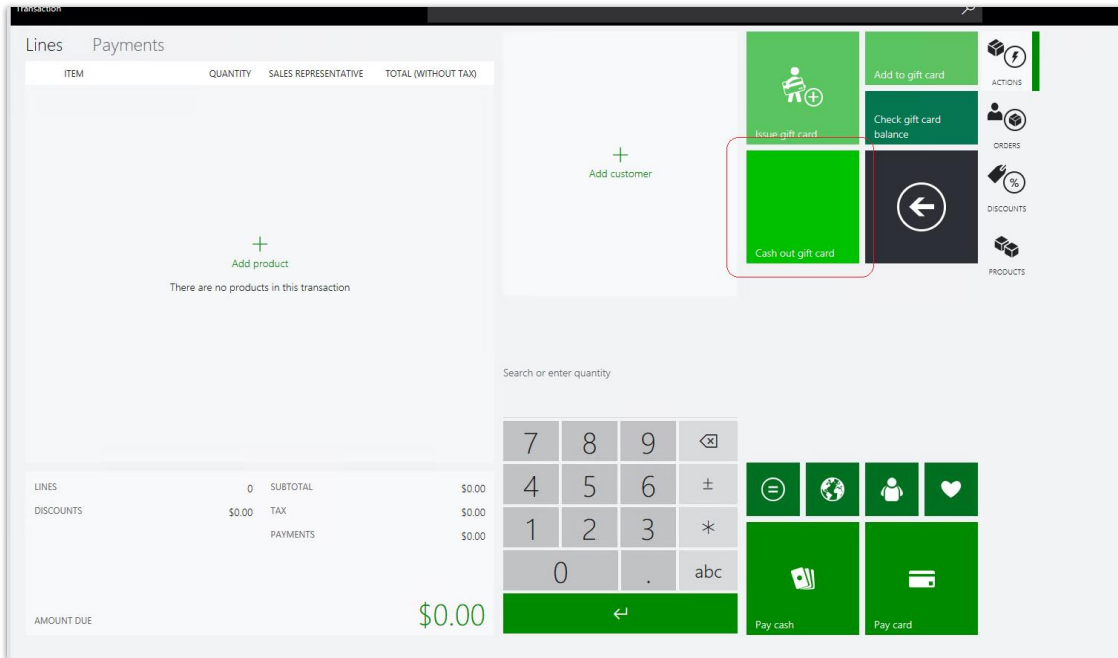 Transaction
Lines Payments
ITEM QUANTITY SALES REPRESENTATIVE TOTAL (WITHOUT TAX)
Add product
There are no products in this transaction
LINES 0 SUBTOTAL $0.00
DISCOUNTS $0.00 TAX $0.00
PAYMENTS $0.00
AMOUNT DUE $0.00
Add customer
Search or enter quantity
7 8 9
4 5 6 ±
1 2 3 *
0 . abc
Issue gift card
Add to gift card
Check gift card
balance
Cash out gift card
ACTIONS
ORDERS
DISCOUNTS
PRODUCTS
Pay cash
Pay card